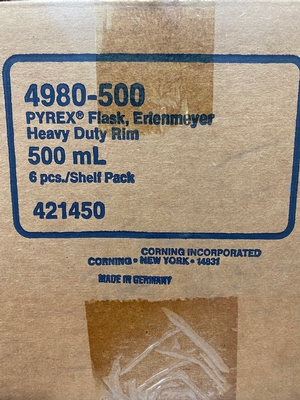 4980-500
PYREX® Flask, Erlenmeyer
Heavy Duty Rim
500 mL
6 pcs./Shelf Pack
421450
CORNING INCORPORATED
CORNING • NEW YORK • 14831
MADE IN GERMANY